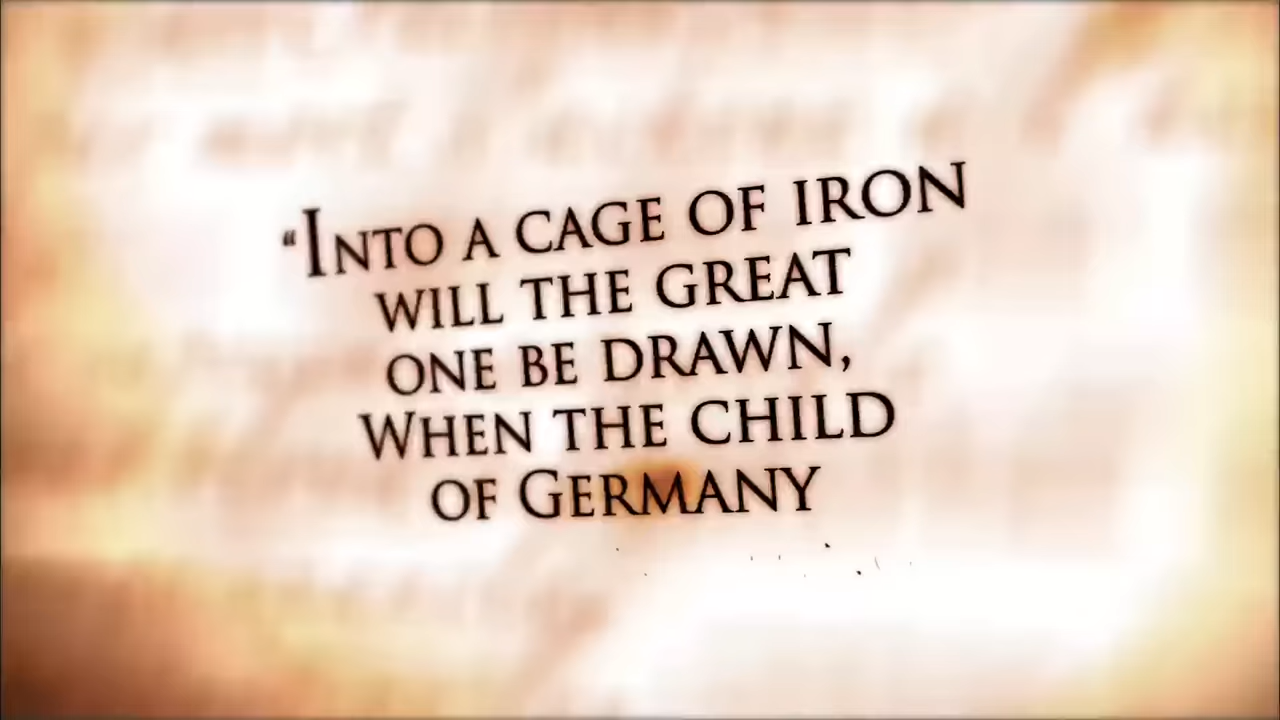 “Into a cage of iron
will the great
one be drawn,
When the child
of Germany